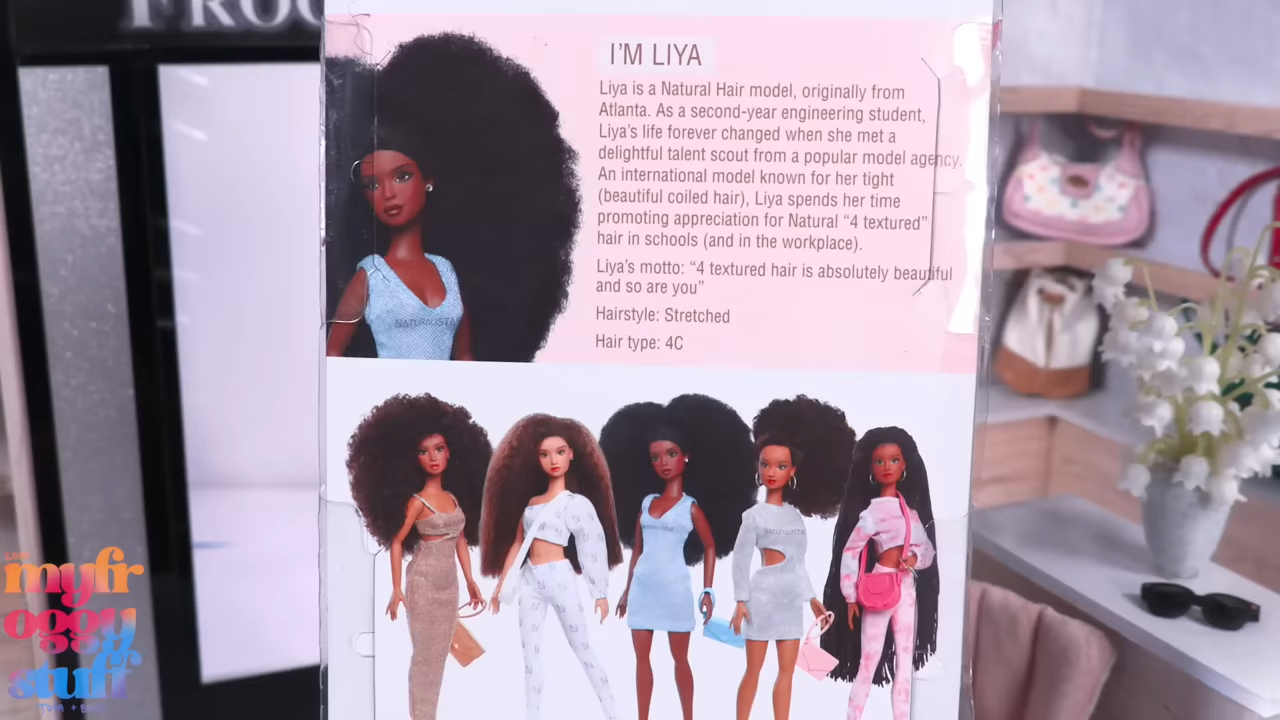 FROG
I'M LIYA
Liya is a Natural Hair model, originally from
Atlanta. As a second-year engineering student,
Liya's life forever changed when she met a
delightful talent scout from a popular model agency.
An international model known for her tight
(beautiful coiled hair), Liya spends her time
promoting appreciation for Natural “4 textured”
hair in schools (and in the workplace).
Liya's motto: “4 textured hair is absolutely beautiful
and so are you”
Hairstyle: Stretched
Hair type: 4C
NATURALISTA
myfr
oggy
stuff